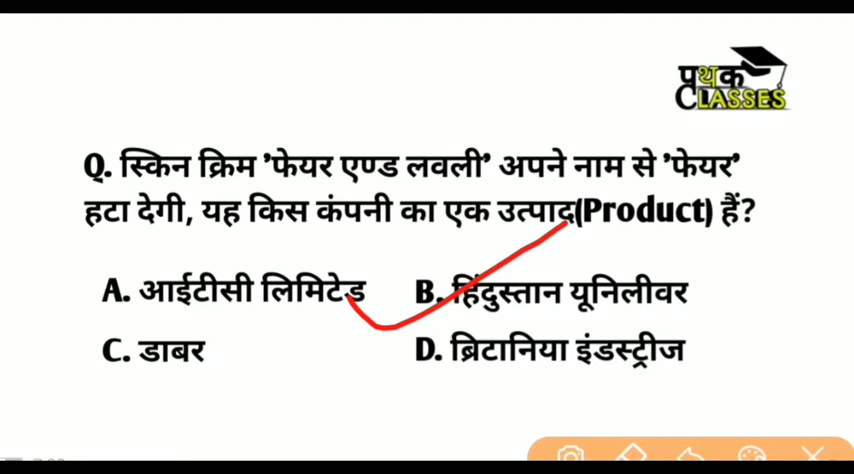 पृथक
CLASSES
Q. स्किन क्रिम 'फेयर एण्ड लवली' अपने नाम से 'फेयर'
हटा देगी, यह किस कंपनी का एक उत्पाद(Product) हैं?
A. आईटीसी लिमिटेड B. हिंदुस्तान यूनिलीवर
C. डाबर D. ब्रिटानिया इंडस्ट्रीज